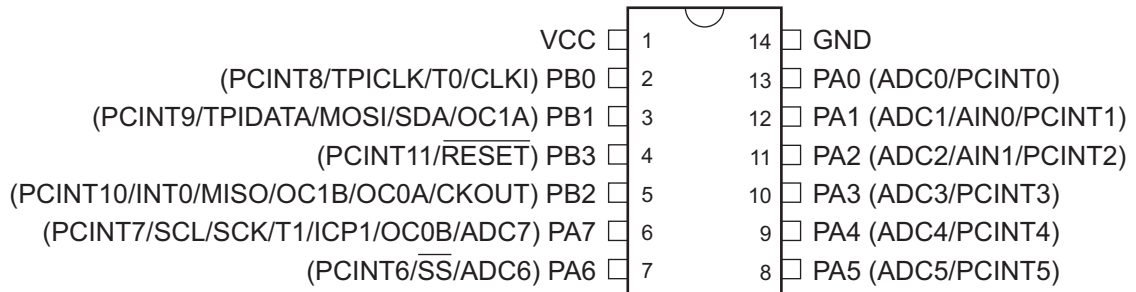 VCC 1 14 GND
(PCINT8/TPICLK/T0/CLKI) PB0 2 13 PA0 (ADC0/PCINT0)
(PCINT9/TPIDATA/MOSI/SDA/OC1A) PB1 3 12 PA1 (ADC1/AIN0/PCINT1)
(PCINT11/RESET) PB3 4 11 PA2 (ADC2/AIN1/PCINT2)
(PCINT10/INT0/MISO/OC1B/OC0A/CKOUT) PB2 5 10 PA3 (ADC3/PCINT3)
(PCINT7/SCL/SCK/T1/ICP1/OC0B/ADC7) PA7 6 9 PA4 (ADC4/PCINT4)
(PCINT6/SS/ADC6) PA6 7 8 PA5 (ADC5/PCINT5)